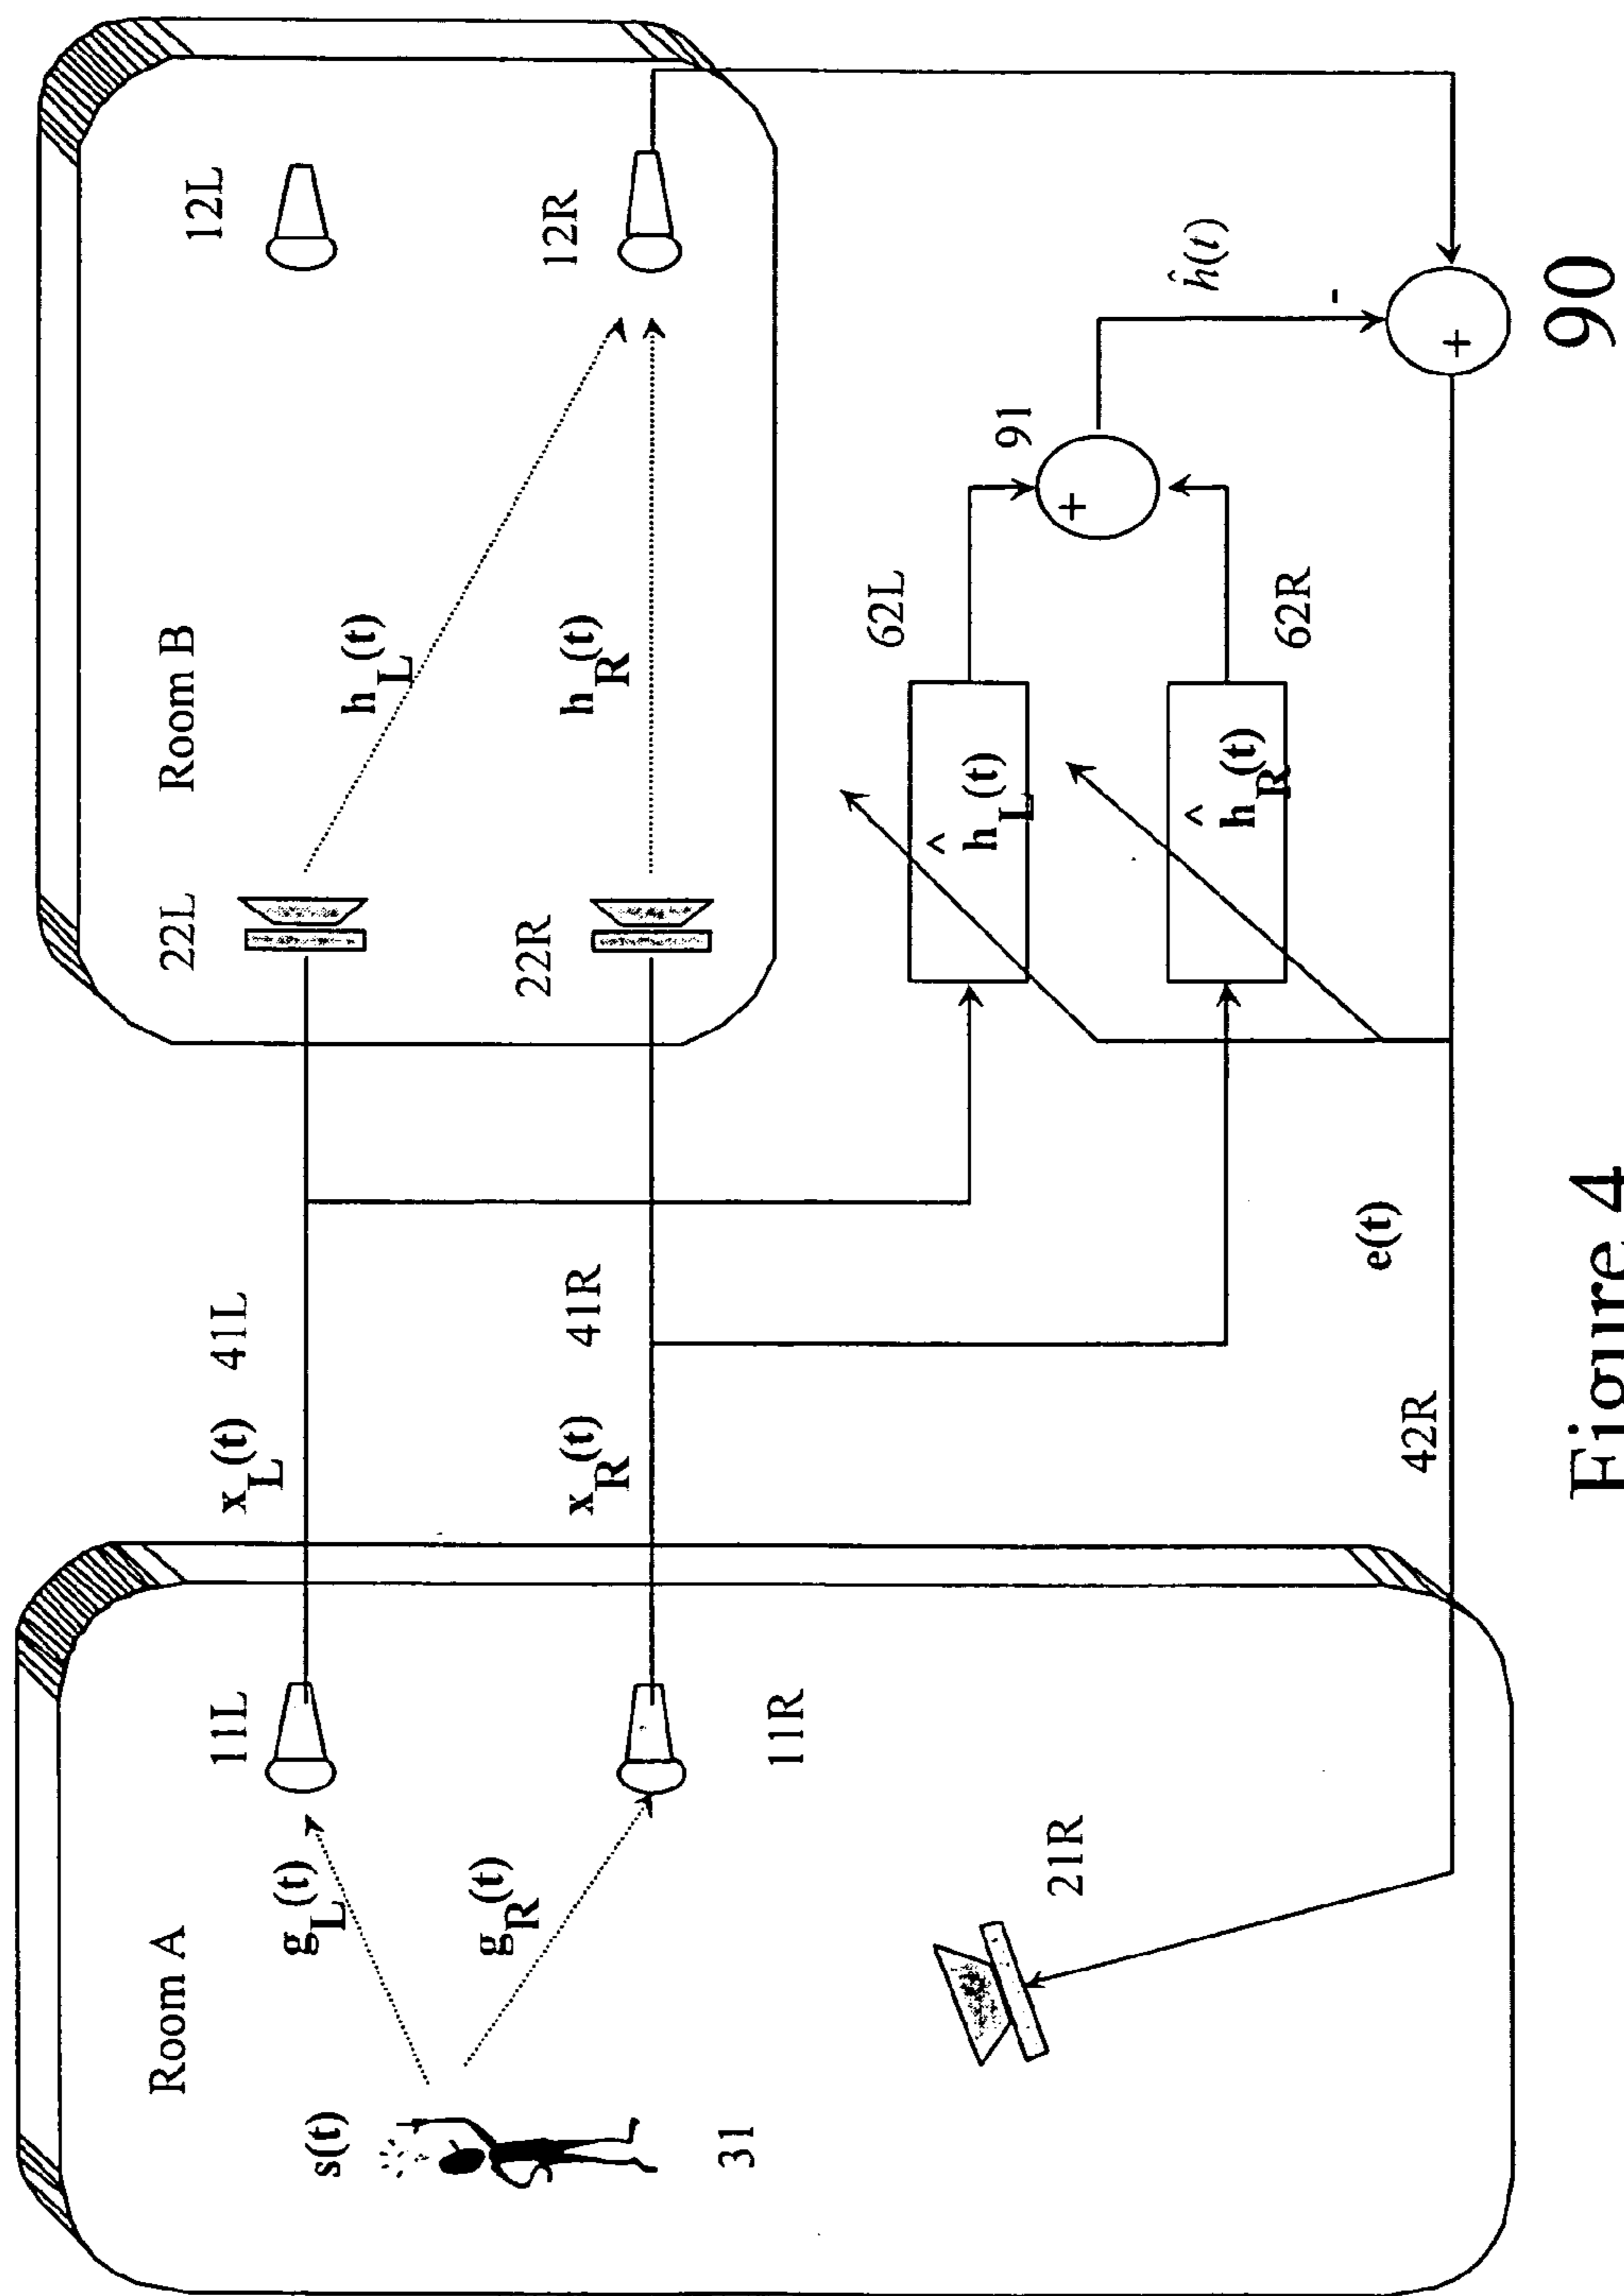 Room A
s(t)
31
g_L(t)
g_R(t)
11L
11R
21R
x_L(t) 41L
x_R(t) 41R
42R
e(t)
Room B
22L
22R
h_L(t)
h_R(t)
12L
12R
ĥ_L(t)
62L
ĥ_R(t)
62R
+
91
ĥ(t)
-
+
90
Figure 4